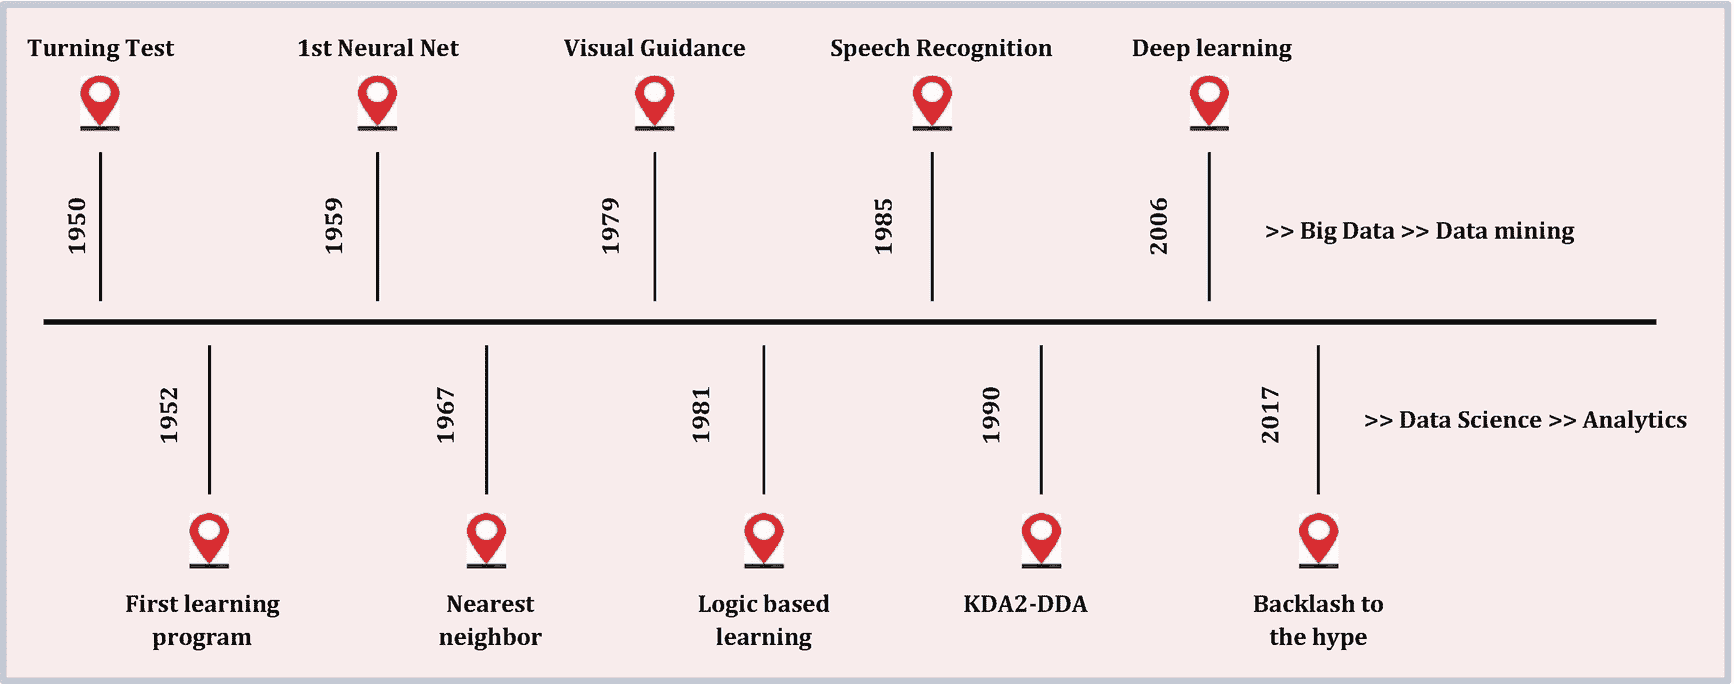 Turning Test
1st Neural Net
Visual Guidance
Speech Recognition
Deep learning
1950
1959
1979
1985
2006
>> Big Data >> Data mining
1952
1967
1981
1990
2017
>> Data Science >> Analytics
First learning
program
Nearest
neighbor
Logic based
learning
KDA2-DDA
Backlash to
the hype